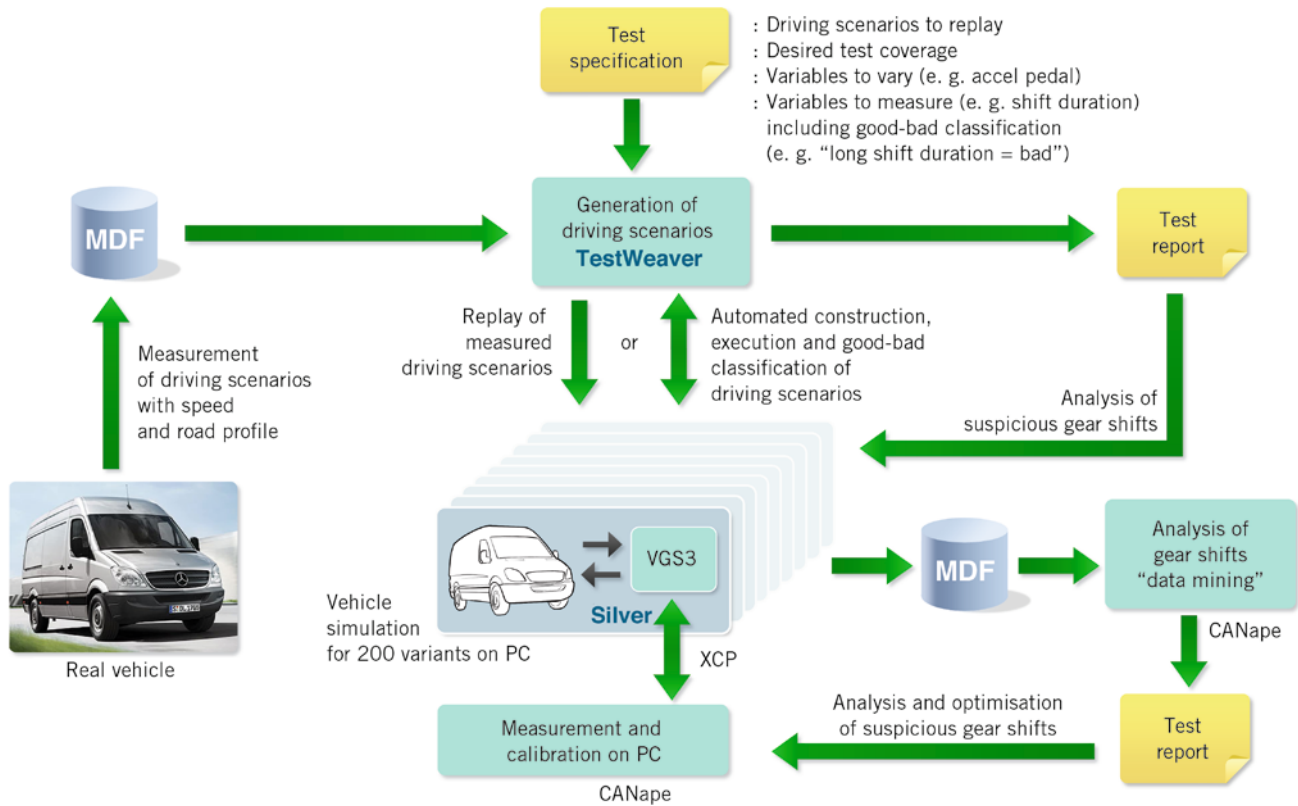 Test
specification
: Driving scenarios to replay
: Desired test coverage
: Variables to vary (e. g. accel pedal)
: Variables to measure (e. g. shift duration)
including good-bad classification
(e. g. “long shift duration = bad”)
MDF
Generation of
driving scenarios
TestWeaver
Test
report
Measurement
of driving scenarios
with speed
and road profile
Replay of
measured
driving scenarios
or
Automated construction,
execution and good-bad
classification of
driving scenarios
Analysis of
suspicious gear shifts
Real vehicle
VGS3
Silver
Vehicle
simulation
for 200 variants on PC
XCP
MDF
Analysis of
gear shifts
“data mining”
CANape
Measurement and
calibration on PC
CANape
Analysis and optimisation
of suspicious gear shifts
Test
report